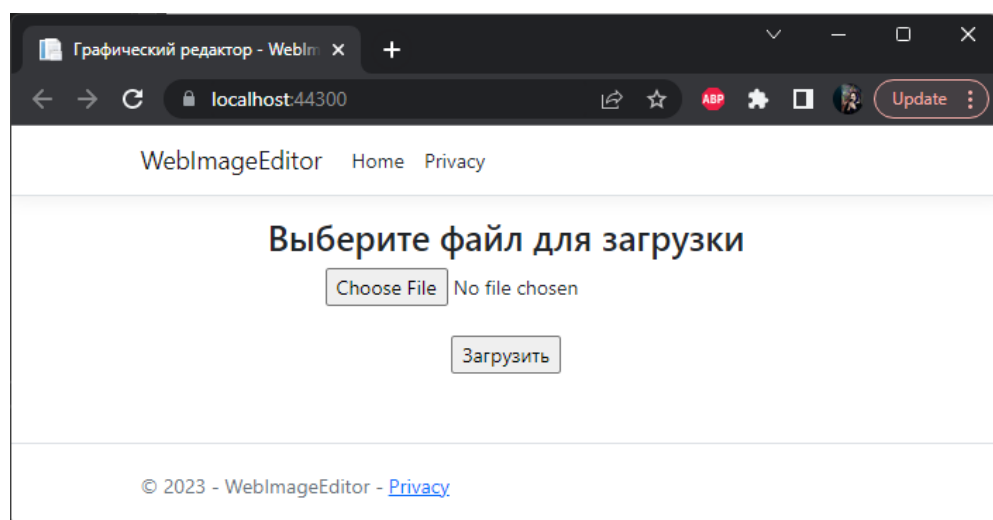 Графический редактор - WebIm
localhost:44300
ABP
Update
WebImageEditor Home Privacy
Выберите файл для загрузки
Choose File No file chosen
Загрузить
© 2023 - WebImageEditor - Privacy